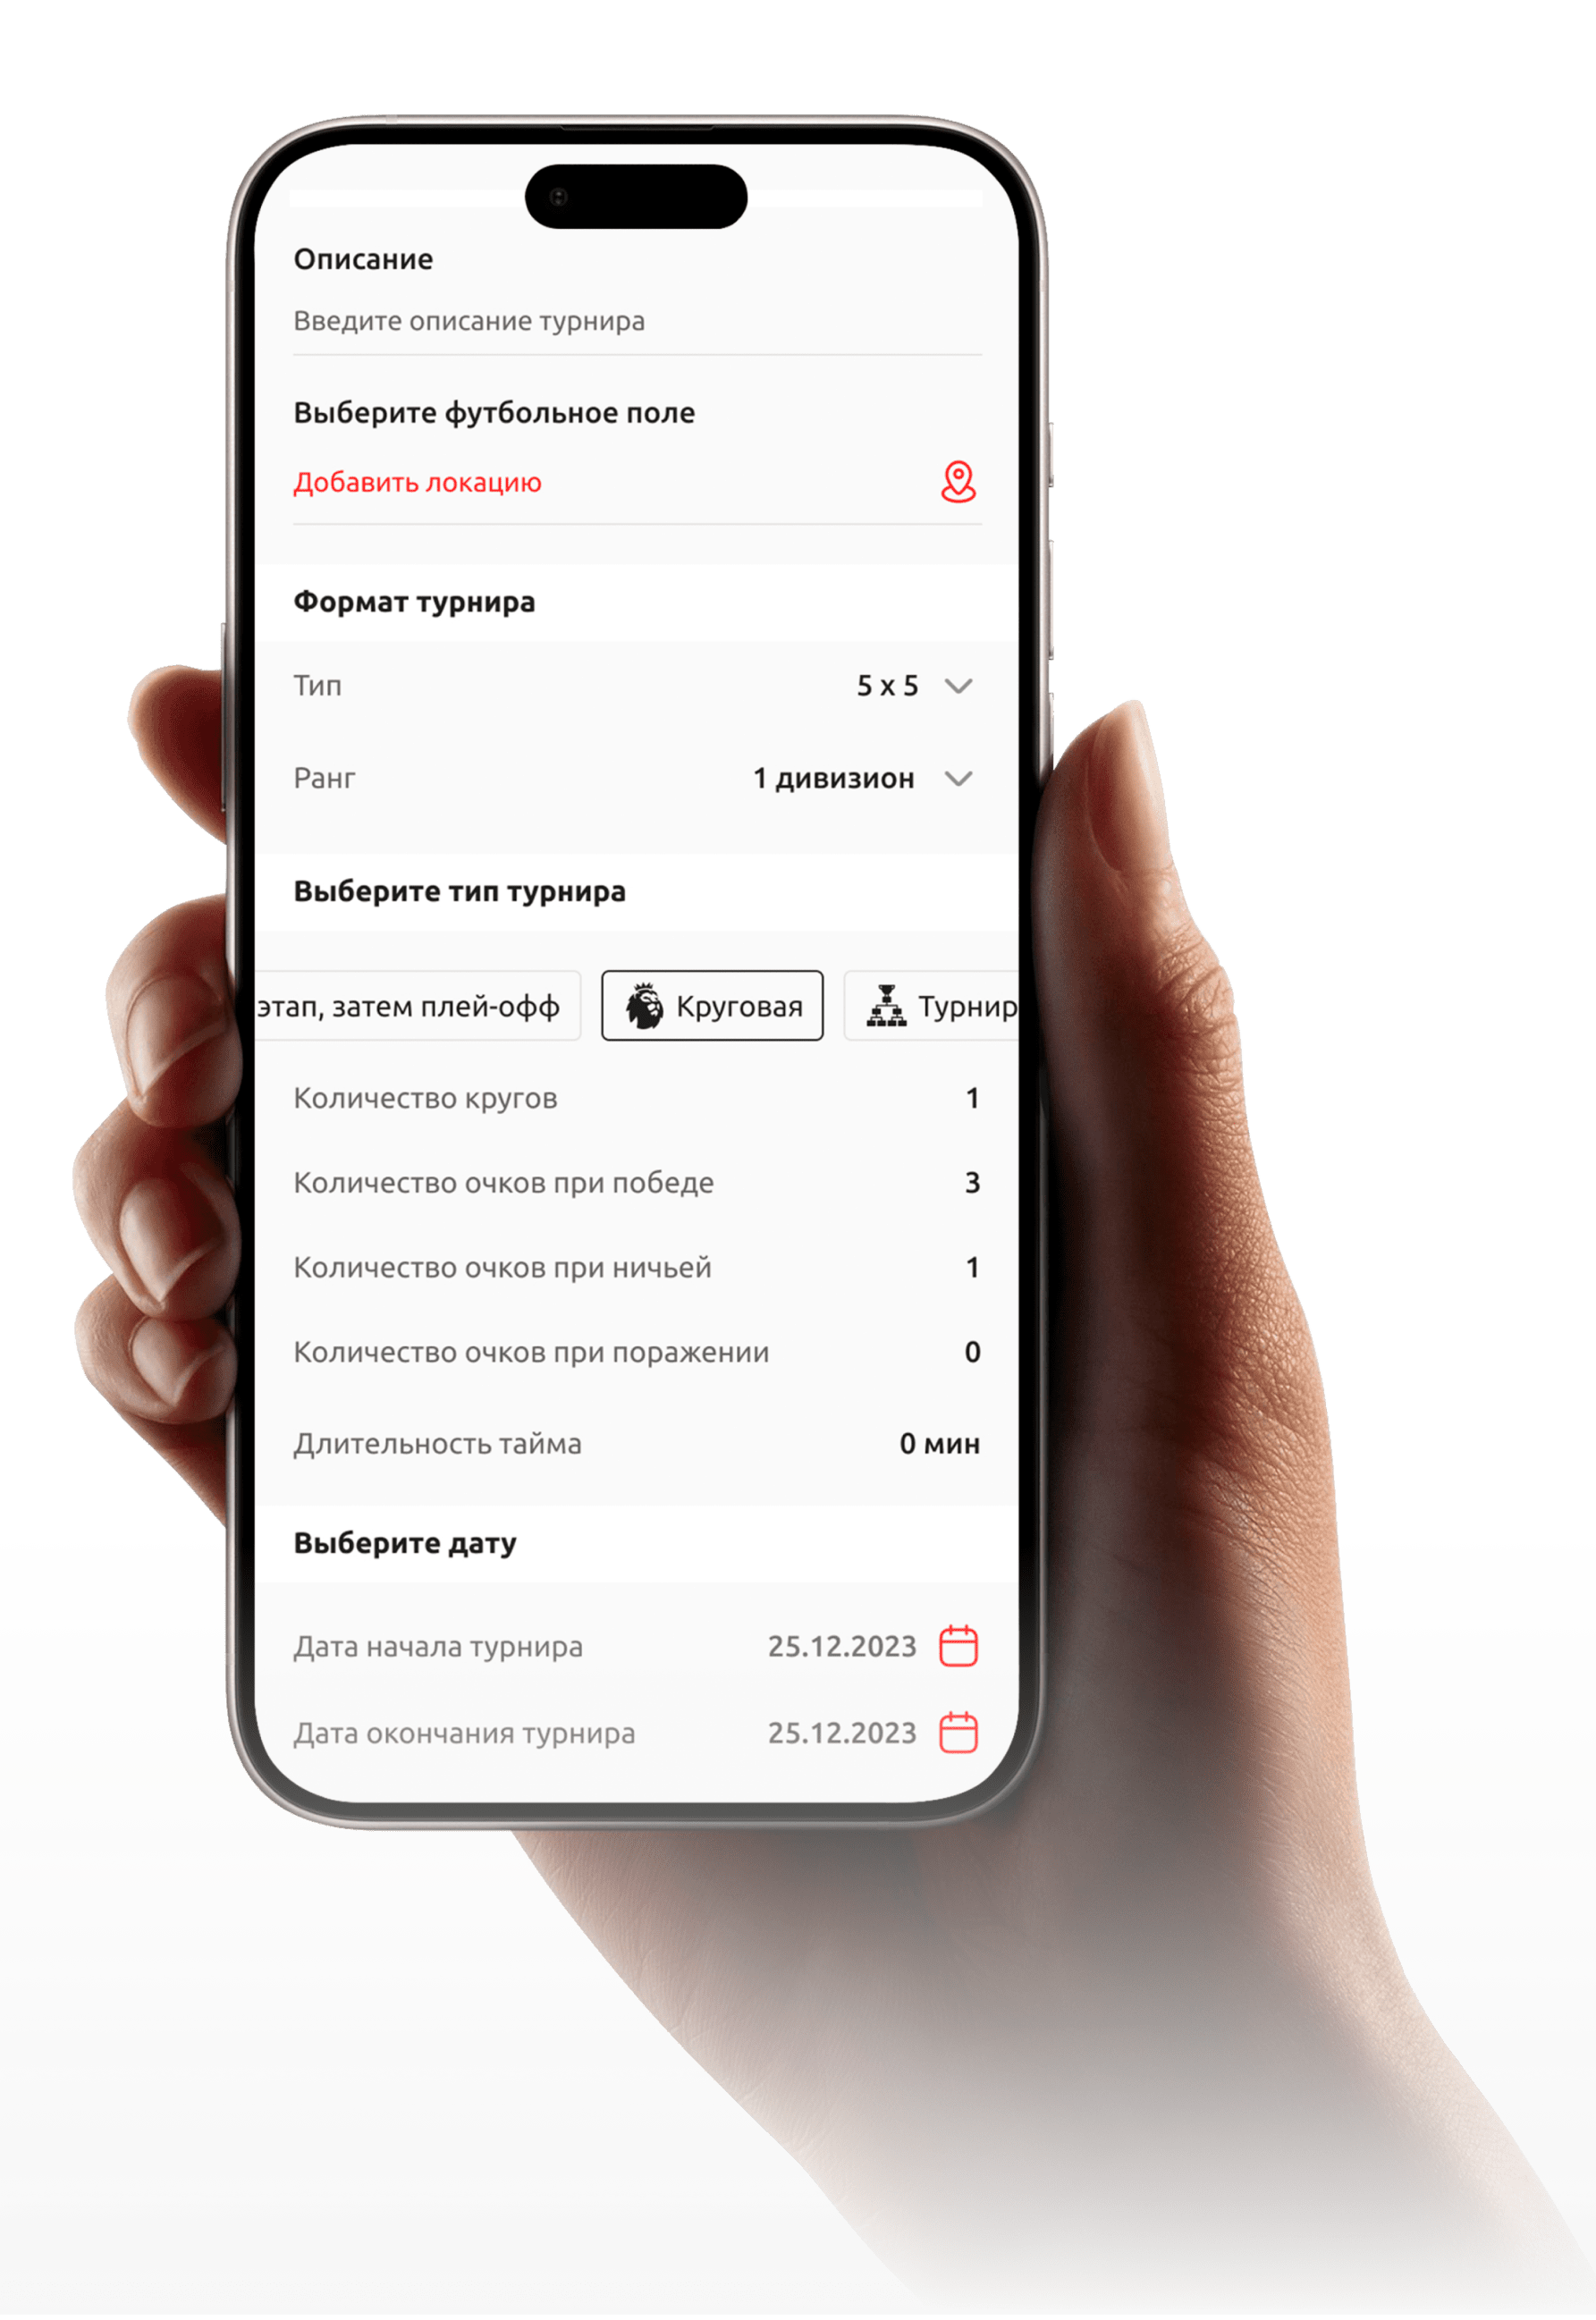 Описание
Введите описание турнира
Выберите футбольное поле
Добавить локацию
Формат турнира
Тип 5 x 5
Ранг 1 дивизион
Выберите тип турнира
этап, затем плей-офф Круговая Турнир
Количество кругов 1
Количество очков при победе 3
Количество очков при ничьей 1
Количество очков при поражении 0
Длительность тайма 0 мин
Выберите дату
Дата начала турнира 25.12.2023
Дата окончания турнира 25.12.2023